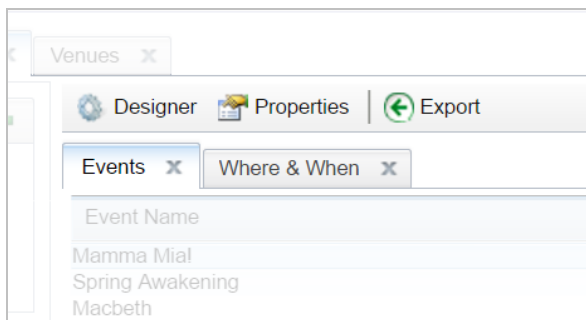 Venues
Designer Properties Export
Events Where & When
Event Name
Mamma Mia!
Spring Awakening
Macbeth